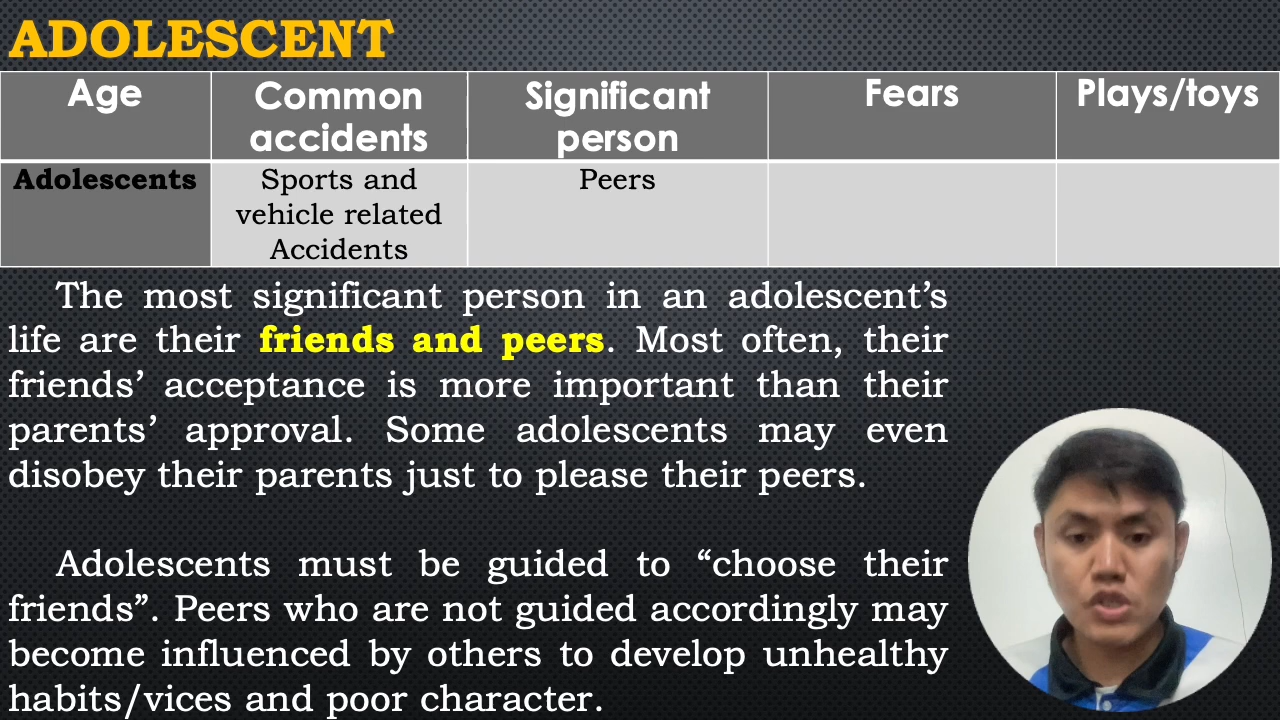 ADOLESCENT
Age
Common
accidents
Significant
person
Fears
Plays/toys
Adolescents
Sports and
vehicle related
Accidents
Peers
The most significant person in an adolescent’s
life are their friends and peers. Most often, their
friends’ acceptance is more important than their
parents’ approval. Some adolescents may even
disobey their parents just to please their peers.
Adolescents must be guided to “choose their
friends”. Peers who are not guided accordingly may
become influenced by others to develop unhealthy
habits/vices and poor character.